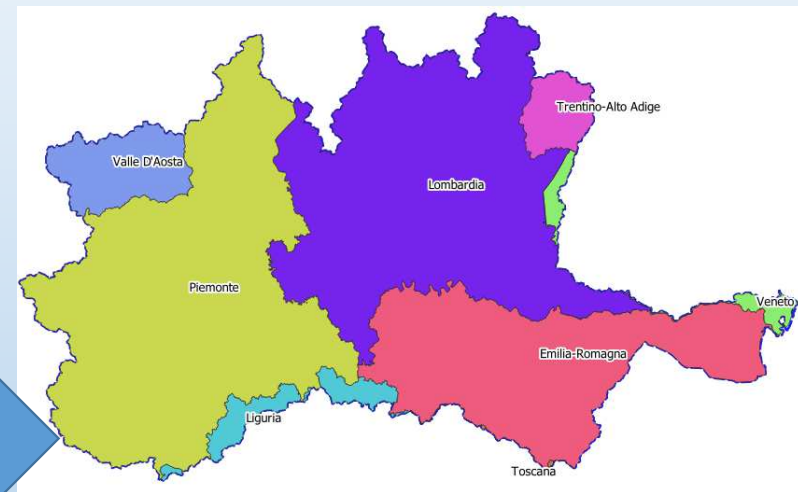 Trentino-Alto Adige
Valle D'Aosta
Lombardia
Piemonte
Veneto
Emilia-Romagna
Liguria
Toscana